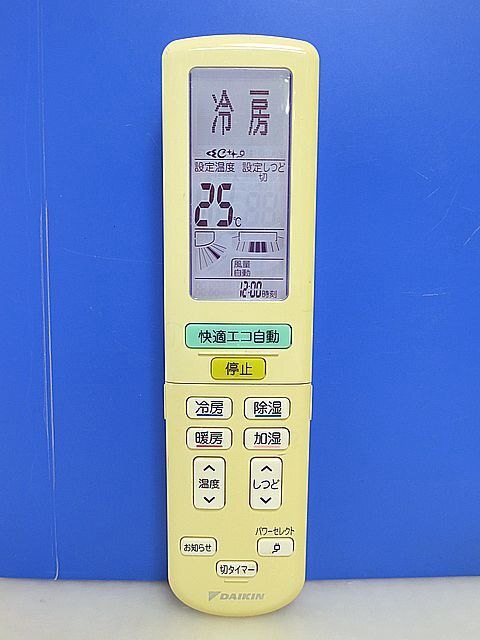 冷房
設定温度 設定しつど
切
25℃
風量
自動
12:00時刻
快適エコ自動
停止
冷房 除湿
暖房 加湿
温度 しつど
パワーセレクト
お知らせ
切タイマー
DAIKIN